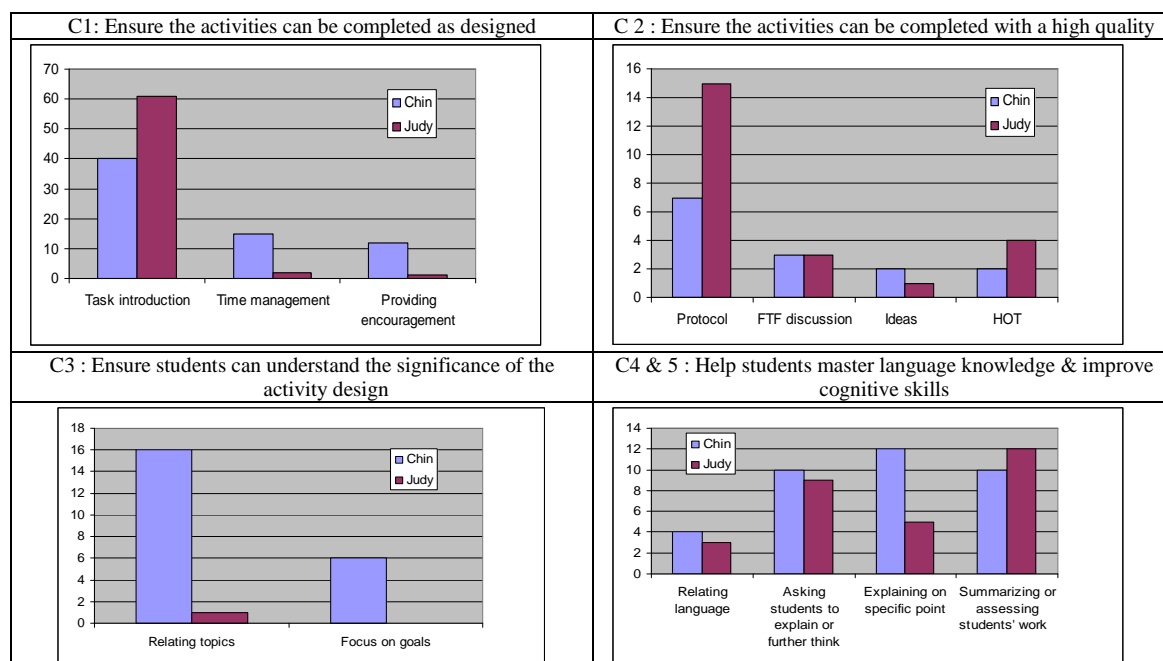 C1: Ensure the activities can be completed as designed
70
60
50
40
30
20
10
0
Chin
Judy
Task introduction
Time management
Providing
encouragement
C 2 : Ensure the activities can be completed with a high quality
16
14
12
10
8
6
4
2
0
Chin
Judy
Protocol
FTF discussion
Ideas
HOT
C3 : Ensure students can understand the significance of the
activity design
18
16
14
12
10
8
6
4
2
0
Chin
Judy
Relating topics
Focus on goals
C4 & 5 : Help students master language knowledge & improve
cognitive skills
14
12
10
8
6
4
2
0
Chin
Judy
Relating
language
Asking
students to
explain or
further think
Explaining on
specific point
Summarizing or
assessing
students' work